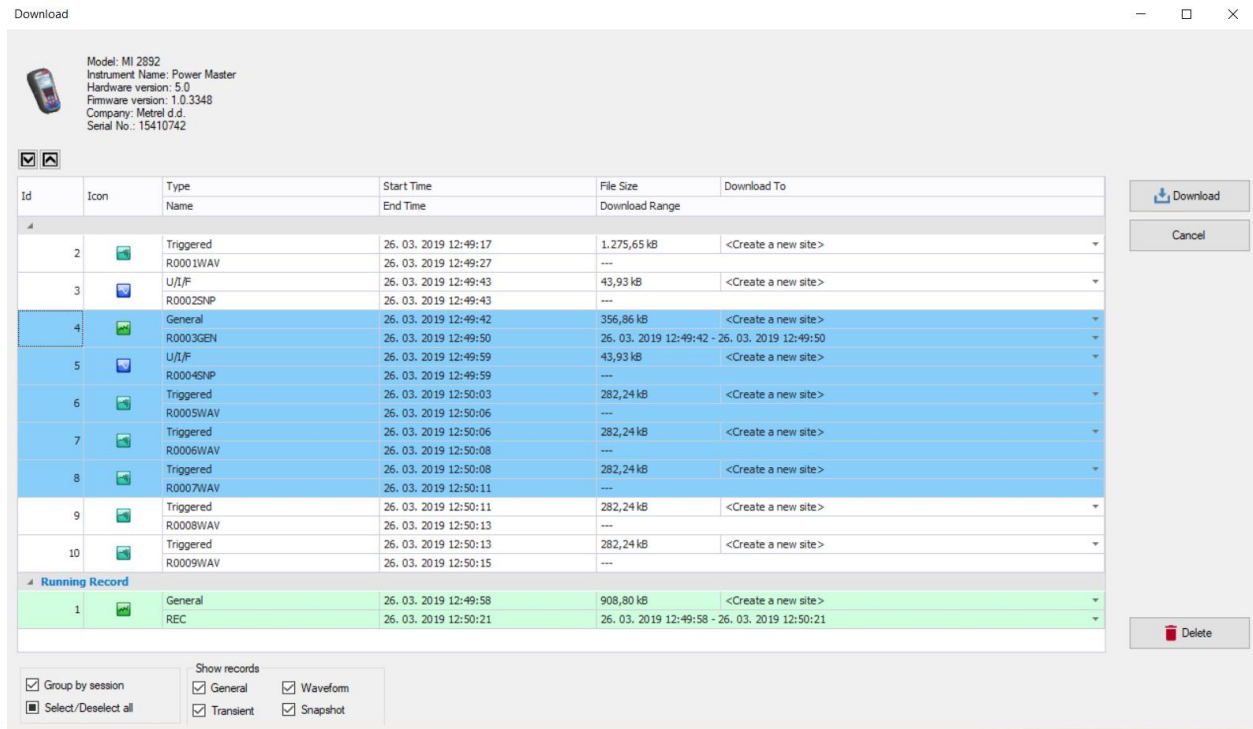 Download
Model: MI 2892
Instrument Name: Power Master
Hardware version: 5.0
Firmware version: 1.0.3348
Company: Metrel d.d.
Serial No.: 15410742
Id Icon Type Start Time File Size Download To
Name End Time Download Range
2 Triggered 26. 03. 2019 12:49:17 1.275,65 kB <Create a new site>
R0001WAV 26. 03. 2019 12:49:27 ---
3 U/I/F 26. 03. 2019 12:49:43 43,93 kB <Create a new site>
R0002SNP 26. 03. 2019 12:49:43 ---
4 General 26. 03. 2019 12:49:42 356,86 kB <Create a new site>
R0003GEN 26. 03. 2019 12:49:50 26. 03. 2019 12:49:42 - 26. 03. 2019 12:49:50
5 U/I/F 26. 03. 2019 12:49:59 43,93 kB <Create a new site>
R0004SNP 26. 03. 2019 12:49:59 ---
6 Triggered 26. 03. 2019 12:50:03 282,24 kB <Create a new site>
R0005WAV 26. 03. 2019 12:50:06 ---
7 Triggered 26. 03. 2019 12:50:06 282,24 kB <Create a new site>
R0006WAV 26. 03. 2019 12:50:08 ---
8 Triggered 26. 03. 2019 12:50:08 282,24 kB <Create a new site>
R0007WAV 26. 03. 2019 12:50:11 ---
9 Triggered 26. 03. 2019 12:50:11 282,24 kB <Create a new site>
R0008WAV 26. 03. 2019 12:50:13 ---
10 Triggered 26. 03. 2019 12:50:13 282,24 kB <Create a new site>
R0009WAV 26. 03. 2019 12:50:15 ---
Running Record
1 General 26. 03. 2019 12:49:58 908,80 kB <Create a new site>
REC 26. 03. 2019 12:50:21 26. 03. 2019 12:49:58 - 26. 03. 2019 12:50:21
Download
Cancel
Delete
Group by session
Select/Deselect all
Show records
General Waveform
Transient Snapshot